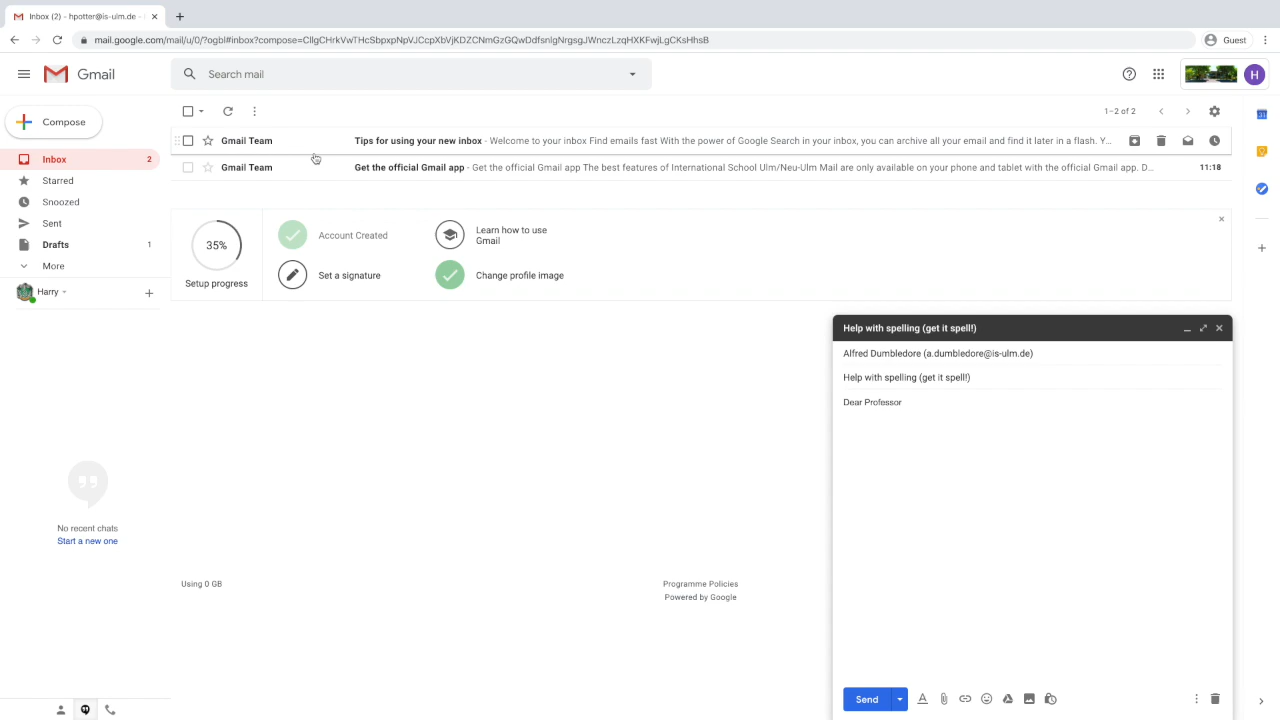 Inbox (2) - hpotter@is-ulm.de -
mail.google.com/mail/u/0/?ogbl#inbox?compose=
Guest
Gmail
Search mail
H
Compose
1–2 of 2
Gmail Team Tips for using your new inbox - Welcome to your inbox Find emails fast With the power of Google Search in your inbox, you can archive all your email and find it later in a flash. Y...
Inbox 2
Gmail Team Get the official Gmail app - Get the official Gmail app The best features of International School Ulm/Neu-Ulm Mail are only available on your phone and tablet with the official Gmail app. D... 11:18
Starred
Snoozed
Sent
Drafts 1
More
Harry
35%
Setup progress
Account Created
Learn how to use
Gmail
Set a signature
Change profile image
Help with spelling (get it spell!)
Alfred Dumbledore (a.dumbledore@is-ulm.de)
Help with spelling (get it spell!)
Dear Professor
No recent chats
Start a new one
Using 0 GB
Programme Policies
Powered by Google
Send
31